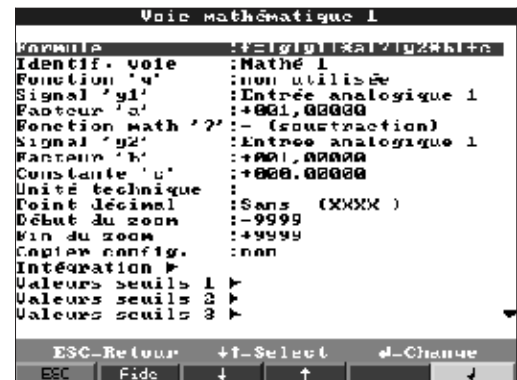 Voie mathématique 1
Formule :f=(g(y1)*a)?(y2*b)+c
Identif. voie :Mathé 1
Fonction 'g' :non utilisée
Signal 'y1' :Entrée analogique 1
Facteur 'a' :+001,00000
Fonction math '?':- (soustraction)
Signal 'y2' :Entrée analogique 1
Facteur 'b' :+001,00000
Constante 'c' :+000.00000
Unité technique :
Point décimal :Sans (XXXX )
Début du zoom :-9999
Fin du zoom :+9999
Copier config. :non
Intégration ►
Valeurs seuils 1 ►
Valeurs seuils 2 ►
Valeurs seuils 3 ►
ESC=Retour ↓↑=Select ↲=Change
ESC Aide ↓ ↑ ↲